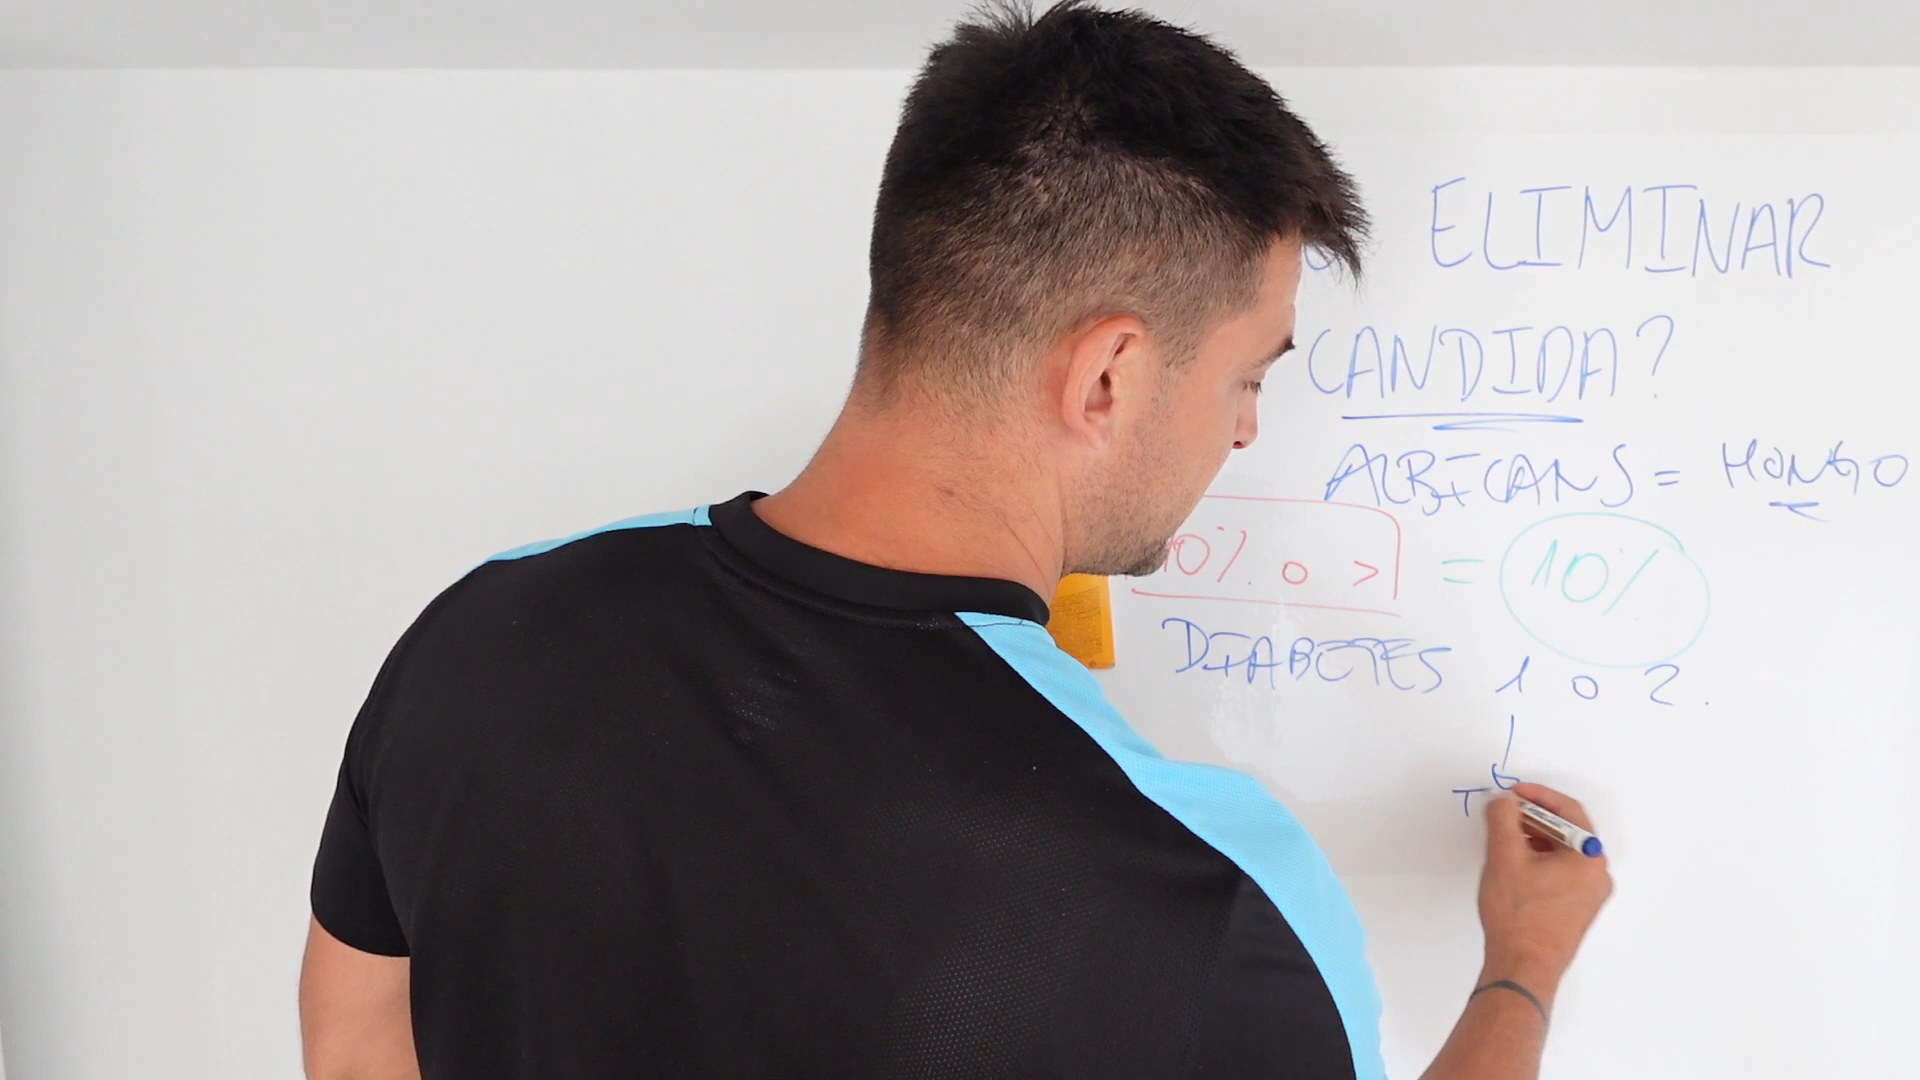 ELIMINAR
CANDIDA?
ALBICANS = HONGO
10% o > = 10%
DIABETES 1 o 2.
T